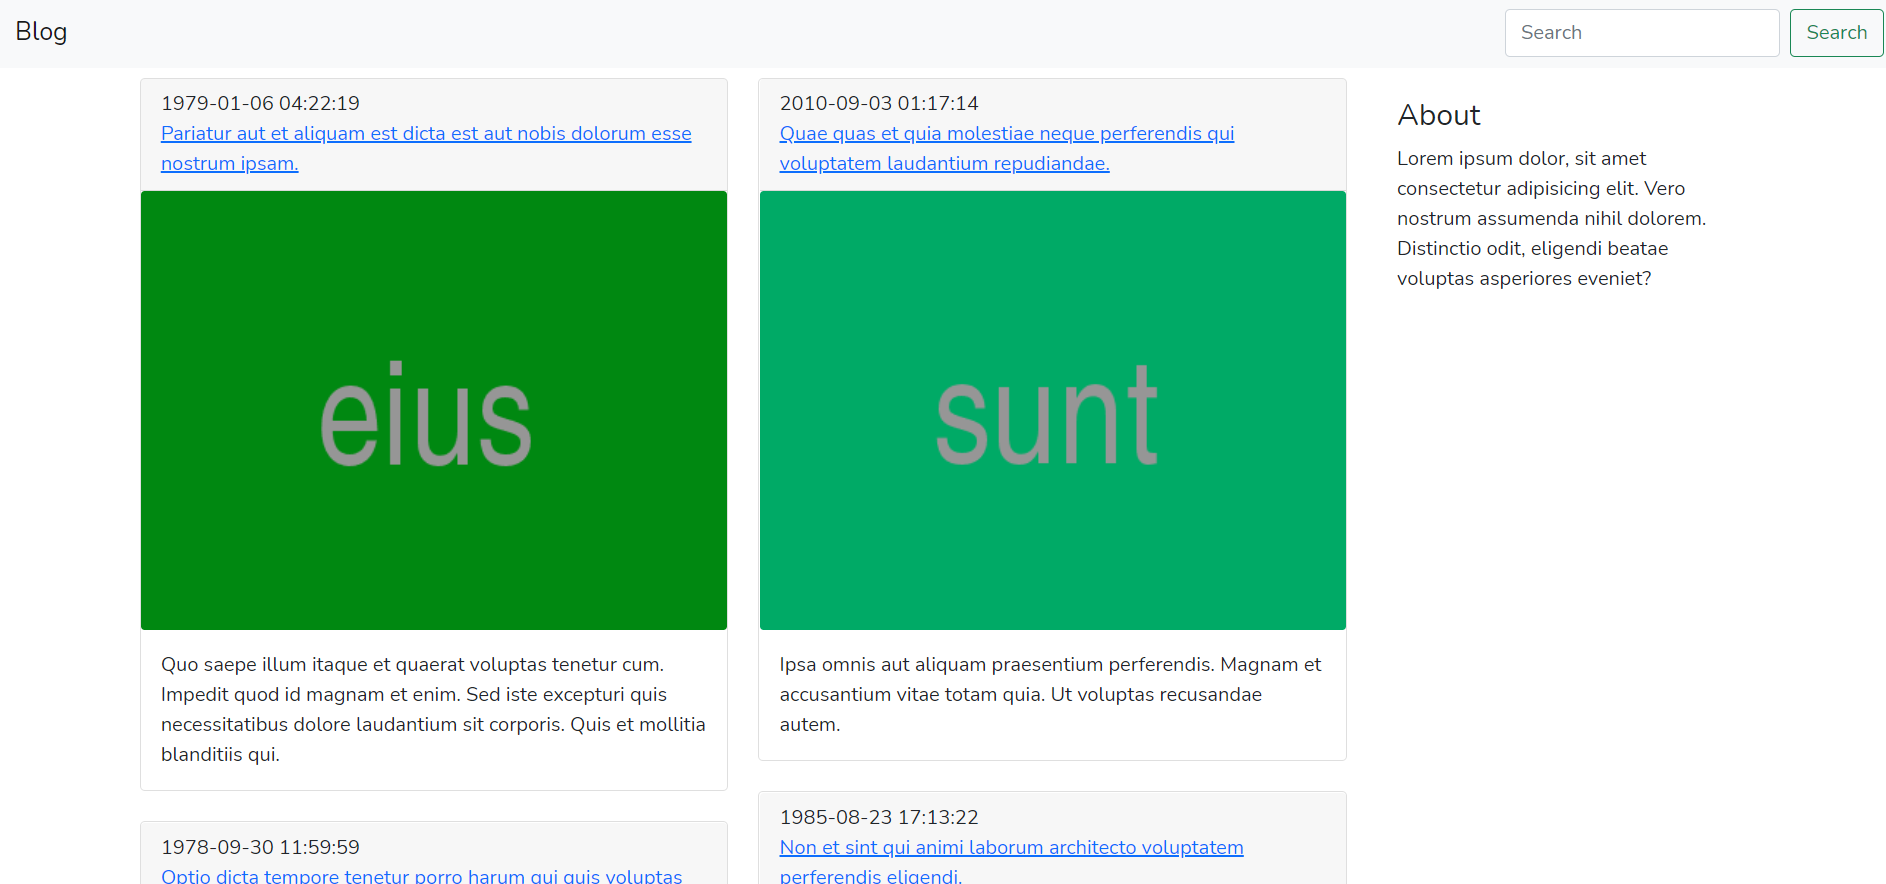 Blog
Search
Search
1979-01-06 04:22:19
Pariatur aut et aliquam est dicta est aut nobis dolorum esse
nostrum ipsam.
eius
Quo saepe illum itaque et quaerat voluptas tenetur cum.
Impedit quod id magnam et enim. Sed iste excepturi quis
necessitatibus dolore laudantium sit corporis. Quis et mollitia
blanditiis qui.
1978-09-30 11:59:59
Optio dicta tempore tenetur porro harum qui quis voluptas
2010-09-03 01:17:14
Quae quas et quia molestiae neque perferendis qui
voluptatem laudantium repudiandae.
sunt
Ipsa omnis aut aliquam praesentium perferendis. Magnam et
accusantium vitae totam quia. Ut voluptas recusandae
autem.
1985-08-23 17:13:22
Non et sint qui animi laborum architecto voluptatem
perferendis eligendi.
About
Lorem ipsum dolor, sit amet
consectetur adipisicing elit. Vero
nostrum assumenda nihil dolorem.
Distinctio odit, eligendi beatae
voluptas asperiores eveniet?